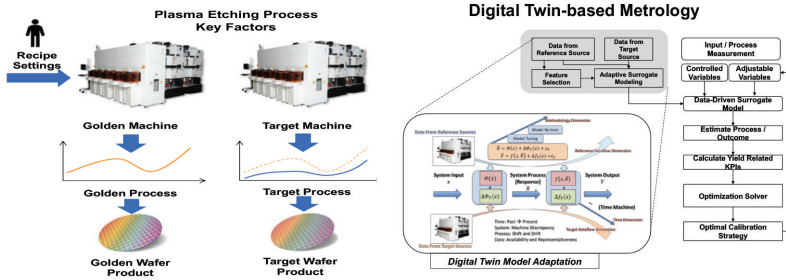 Plasma Etching Process
Key Factors
Recipe
Settings
Golden Machine
Target Machine
Golden Process
Target Process
Golden Wafer
Product
Target Wafer
Product
Digital Twin-based Metrology
Data from
Reference Source
Data from
Target
Source
Feature
Selection
Adaptive Surrogate
Modeling
Input / Process
Measurement
Controlled
Variables
Adjustable
Variables
Data-Driven Surrogate
Model
Estimate Process /
Outcome
Calculate Yield Related
KPIs
Optimization Solver
Optimal Calibration
Strategy
Methodology Dimension
Model Re-train
Model Tuning
Data From Reference Sources
Reference Dataflow Dimension
System Input
x
System Process
(Response)
R
System Output
Y
(Time Machine)
Time Dimension
Target Dataflow Dimension
Data From Target Sources
Time: Past → Present
System: Machine Discrepancy
Process: Shift and Drift
Data: Availability and Representativeness
Digital Twin Model Adaptation